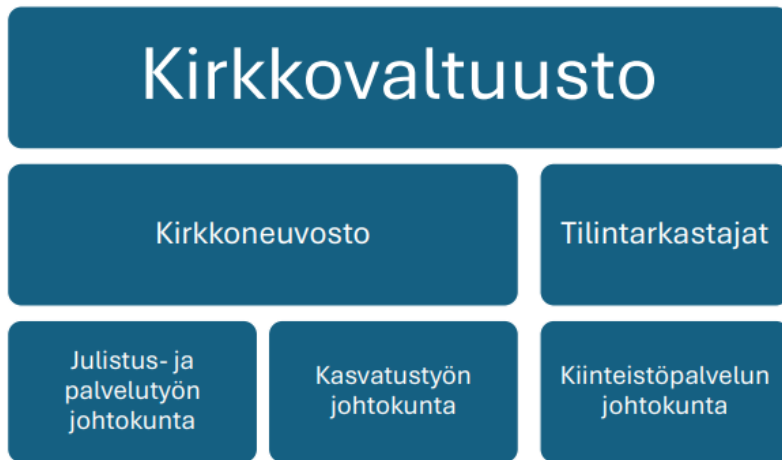 Kirkkovaltuusto
Kirkkoneuvosto
Tilintarkastajat
Julistus- ja
palvelutyön
johtokunta
Kasvatustyön
johtokunta
Kiinteistöpalvelun
johtokunta